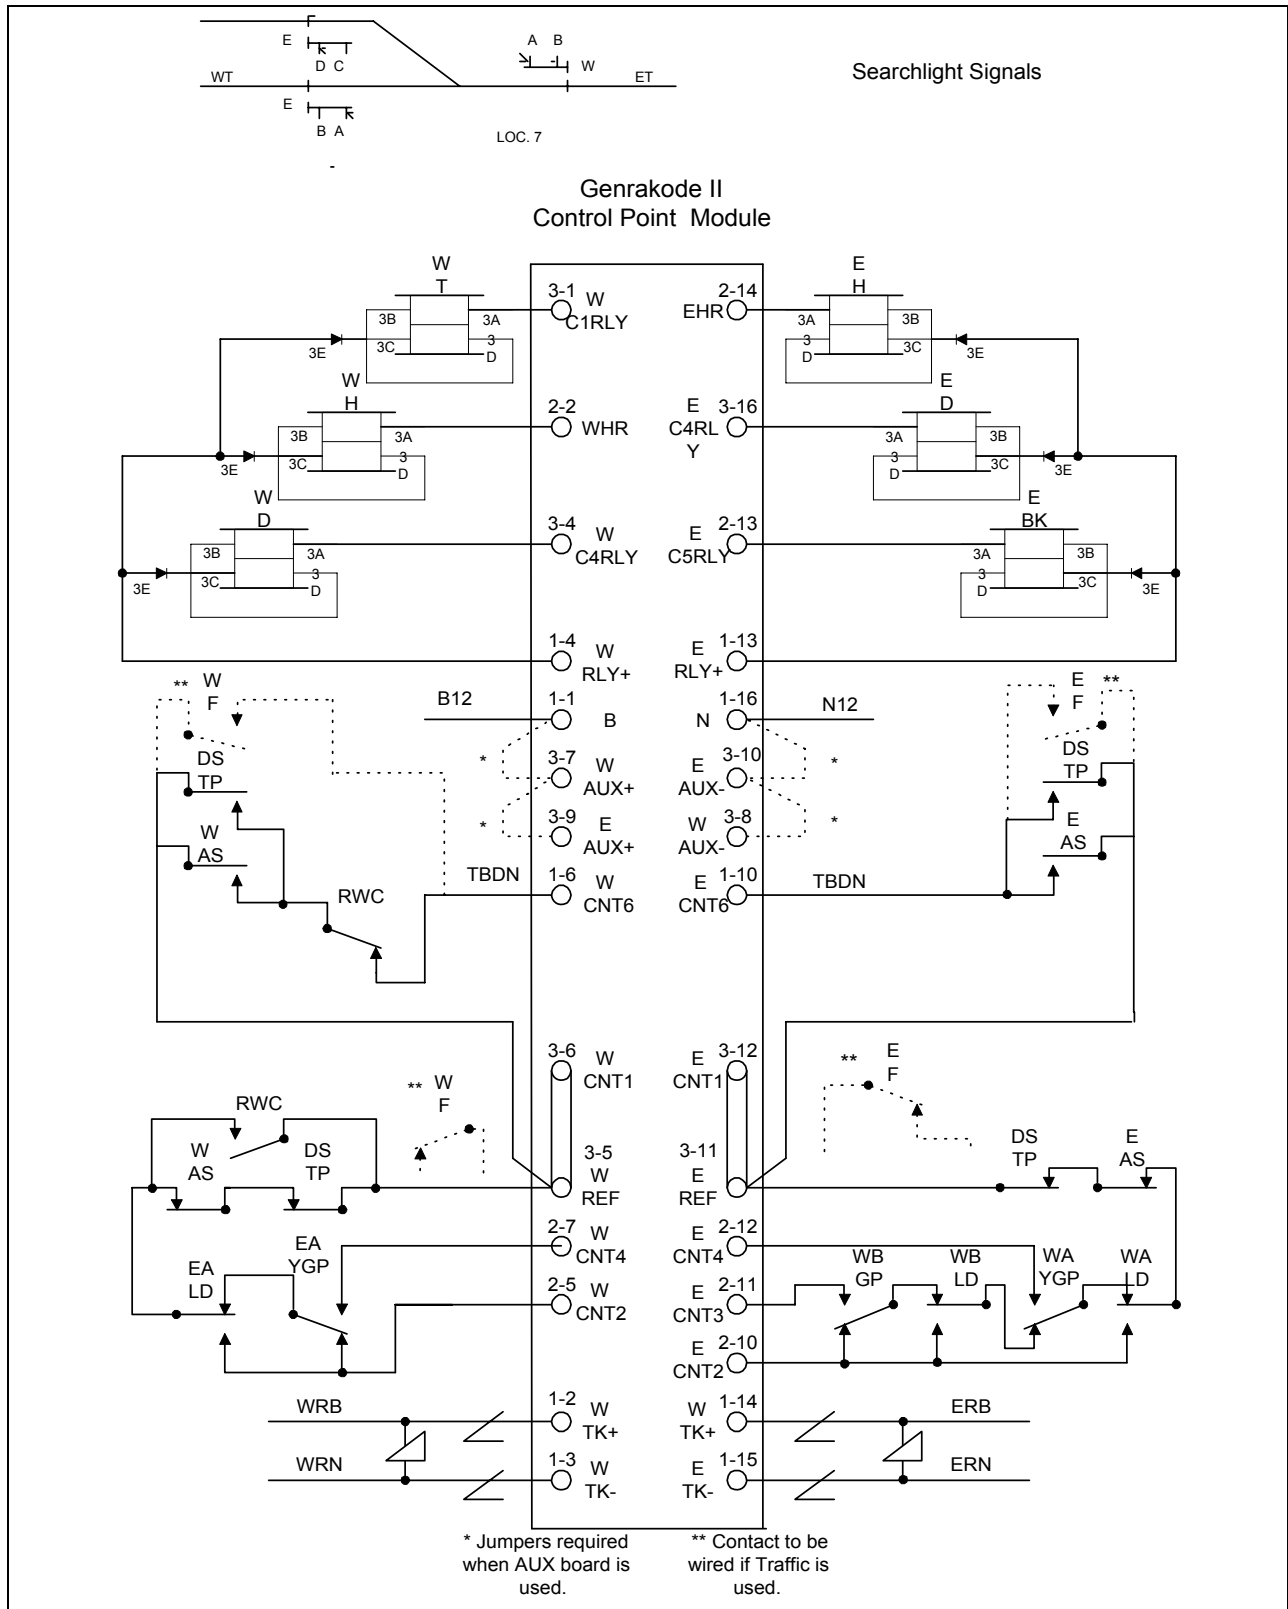 E
D C
A B
W
WT
ET
Searchlight Signals
E
B A
LOC. 7
Genrakode II
Control Point Module
W
T
3B
3A
3C
3
D
3E
3-1
W
C1RLY
2-14
EHR
E
H
3A
3B
3
D
3C
3E
W
H
3B
3A
3C
3
D
3E
2-2
WHR
E
C4RL
Y
3-16
E
D
3A
3B
3
D
3C
3E
W
D
3B
3A
3C
3
D
3E
3-4
W
C4RLY
2-13
E
C5RLY
E
BK
3A
3B
3
D
3C
3E
1-4
W
RLY+
1-13
E
RLY+
** W
F
B12
1-1
B
1-16
N
N12
E **
F
DS
TP
*
3-7
W
AUX+
3-10
E
AUX-
*
DS
TP
W
AS
*
3-9
E
AUX+
3-8
W
AUX-
*
E
AS
RWC
TBDN
1-6
W
CNT6
1-10
E
CNT6
TBDN
3-6
W
CNT1
3-12
E
CNT1
** E
F
** W
F
RWC
W
AS
DS
TP
3-5
W
REF
3-11
E
REF
DS
TP
E
AS
EA
LD
EA
YGP
2-7
W
CNT4
2-12
E
CNT4
WB
GP
WB
LD
WA
YGP
WA
LD
2-5
W
CNT2
2-11
E
CNT3
2-10
E
CNT2
WRB
1-2
W
TK+
1-14
W
TK+
ERB
WRN
1-3
W
TK-
1-15
E
TK-
ERN
* Jumpers required
when AUX board is
used.
** Contact to be
wired if Traffic is
used.